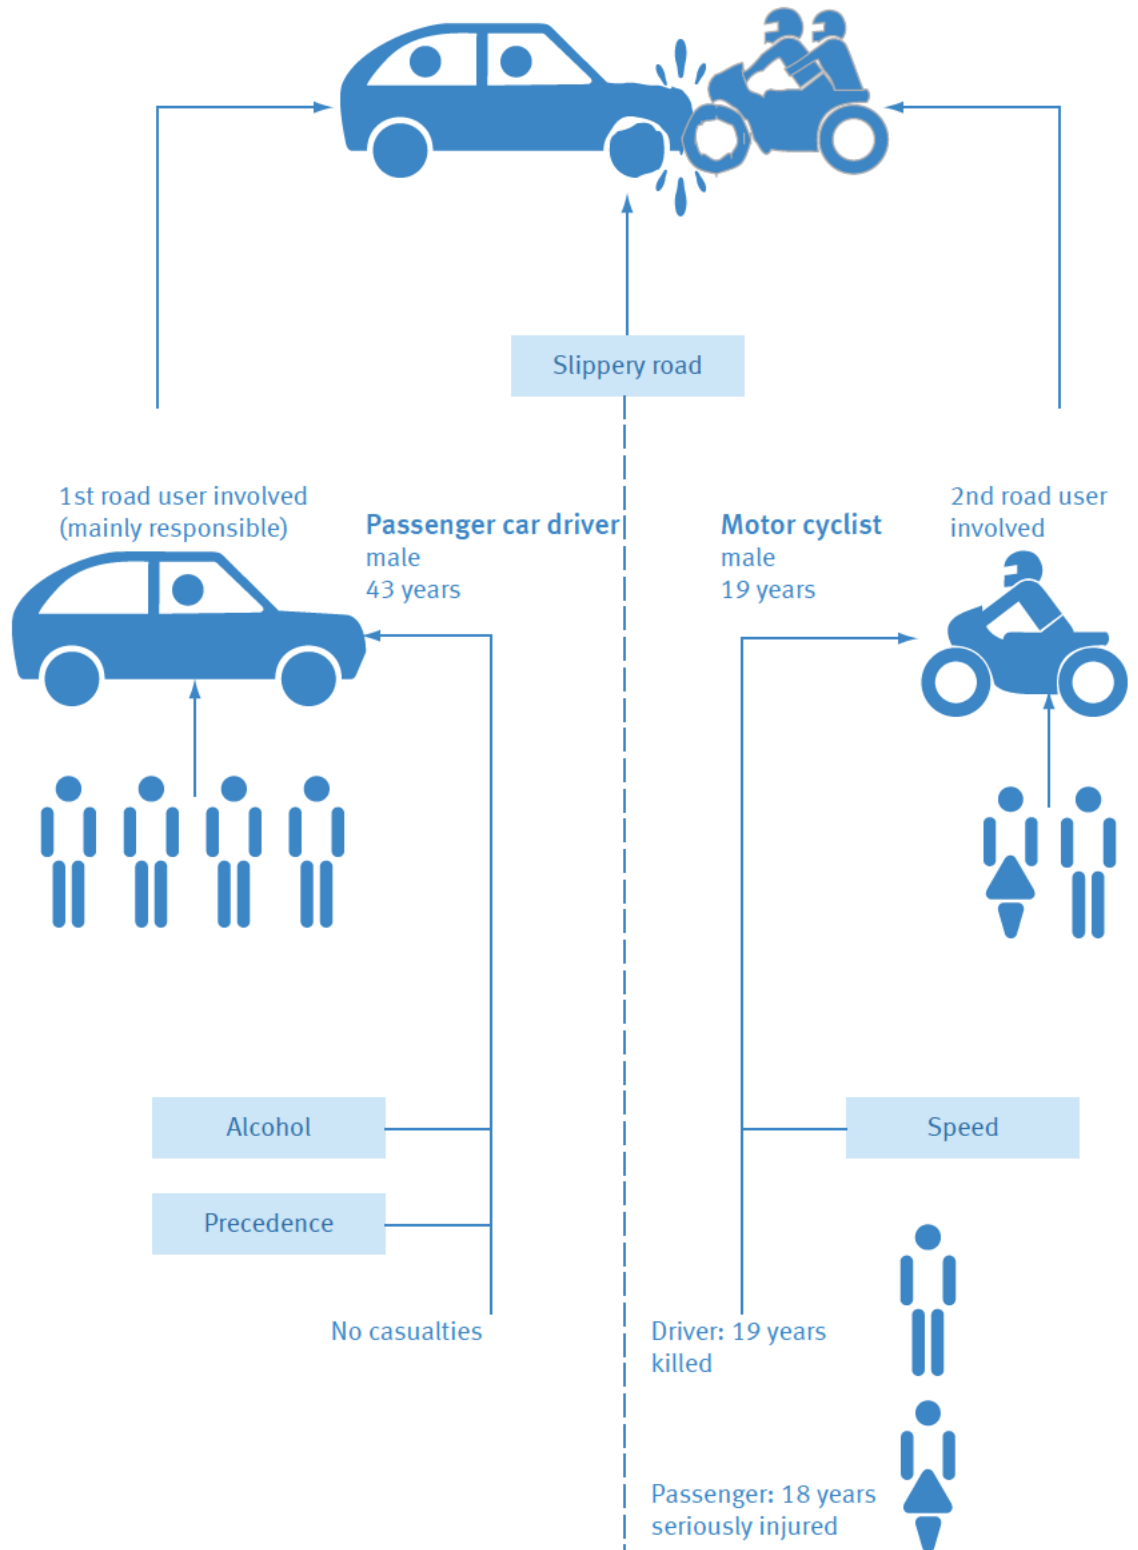 Slippery road
1st road user involved
(mainly responsible)
Passenger car driver
male
43 years
Motor cyclist
male
19 years
2nd road user
involved
Alcohol
Precedence
No casualties
Speed
Driver: 19 years
killed
Passenger: 18 years
seriously injured